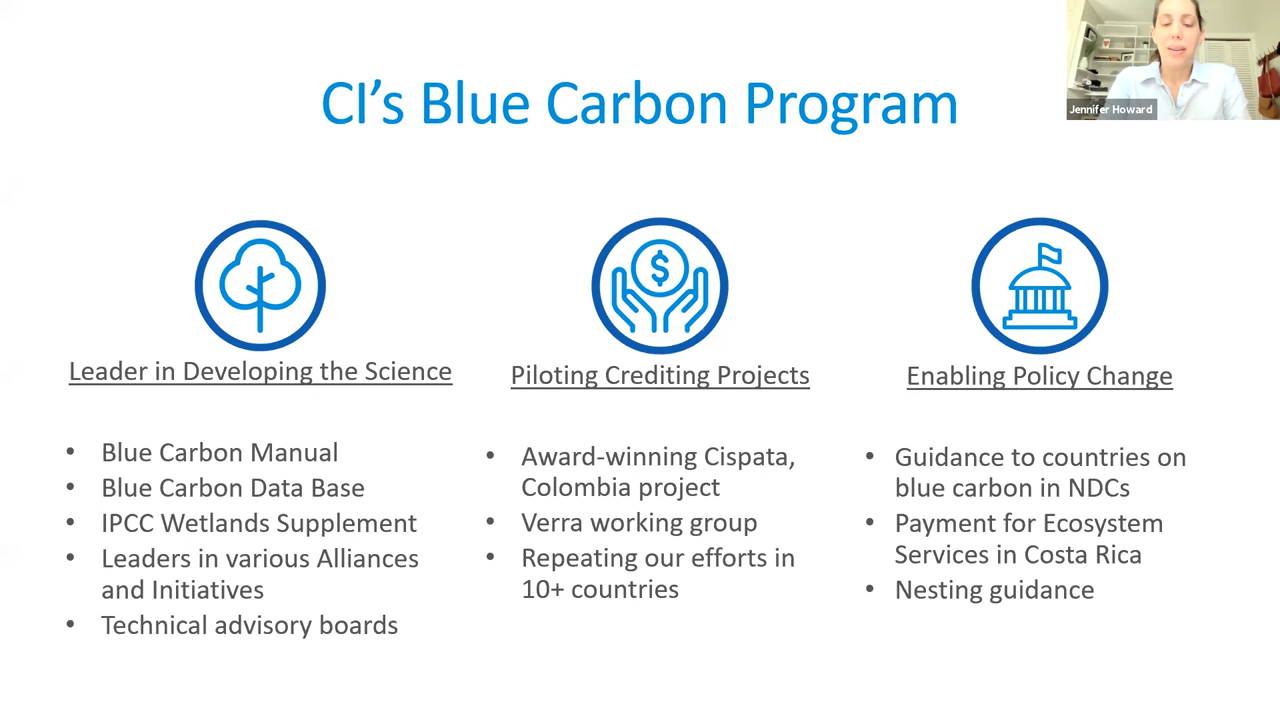 CI's Blue Carbon Program
Jennifer Howard
Leader in Developing the Science
• Blue Carbon Manual
• Blue Carbon Data Base
• IPCC Wetlands Supplement
• Leaders in various Alliances
and Initiatives
• Technical advisory boards
$
Piloting Crediting Projects
• Award-winning Cispata,
Colombia project
• Verra working group
• Repeating our efforts in
10+ countries
Enabling Policy Change
• Guidance to countries on
blue carbon in NDCs
• Payment for Ecosystem
Services in Costa Rica
• Nesting guidance